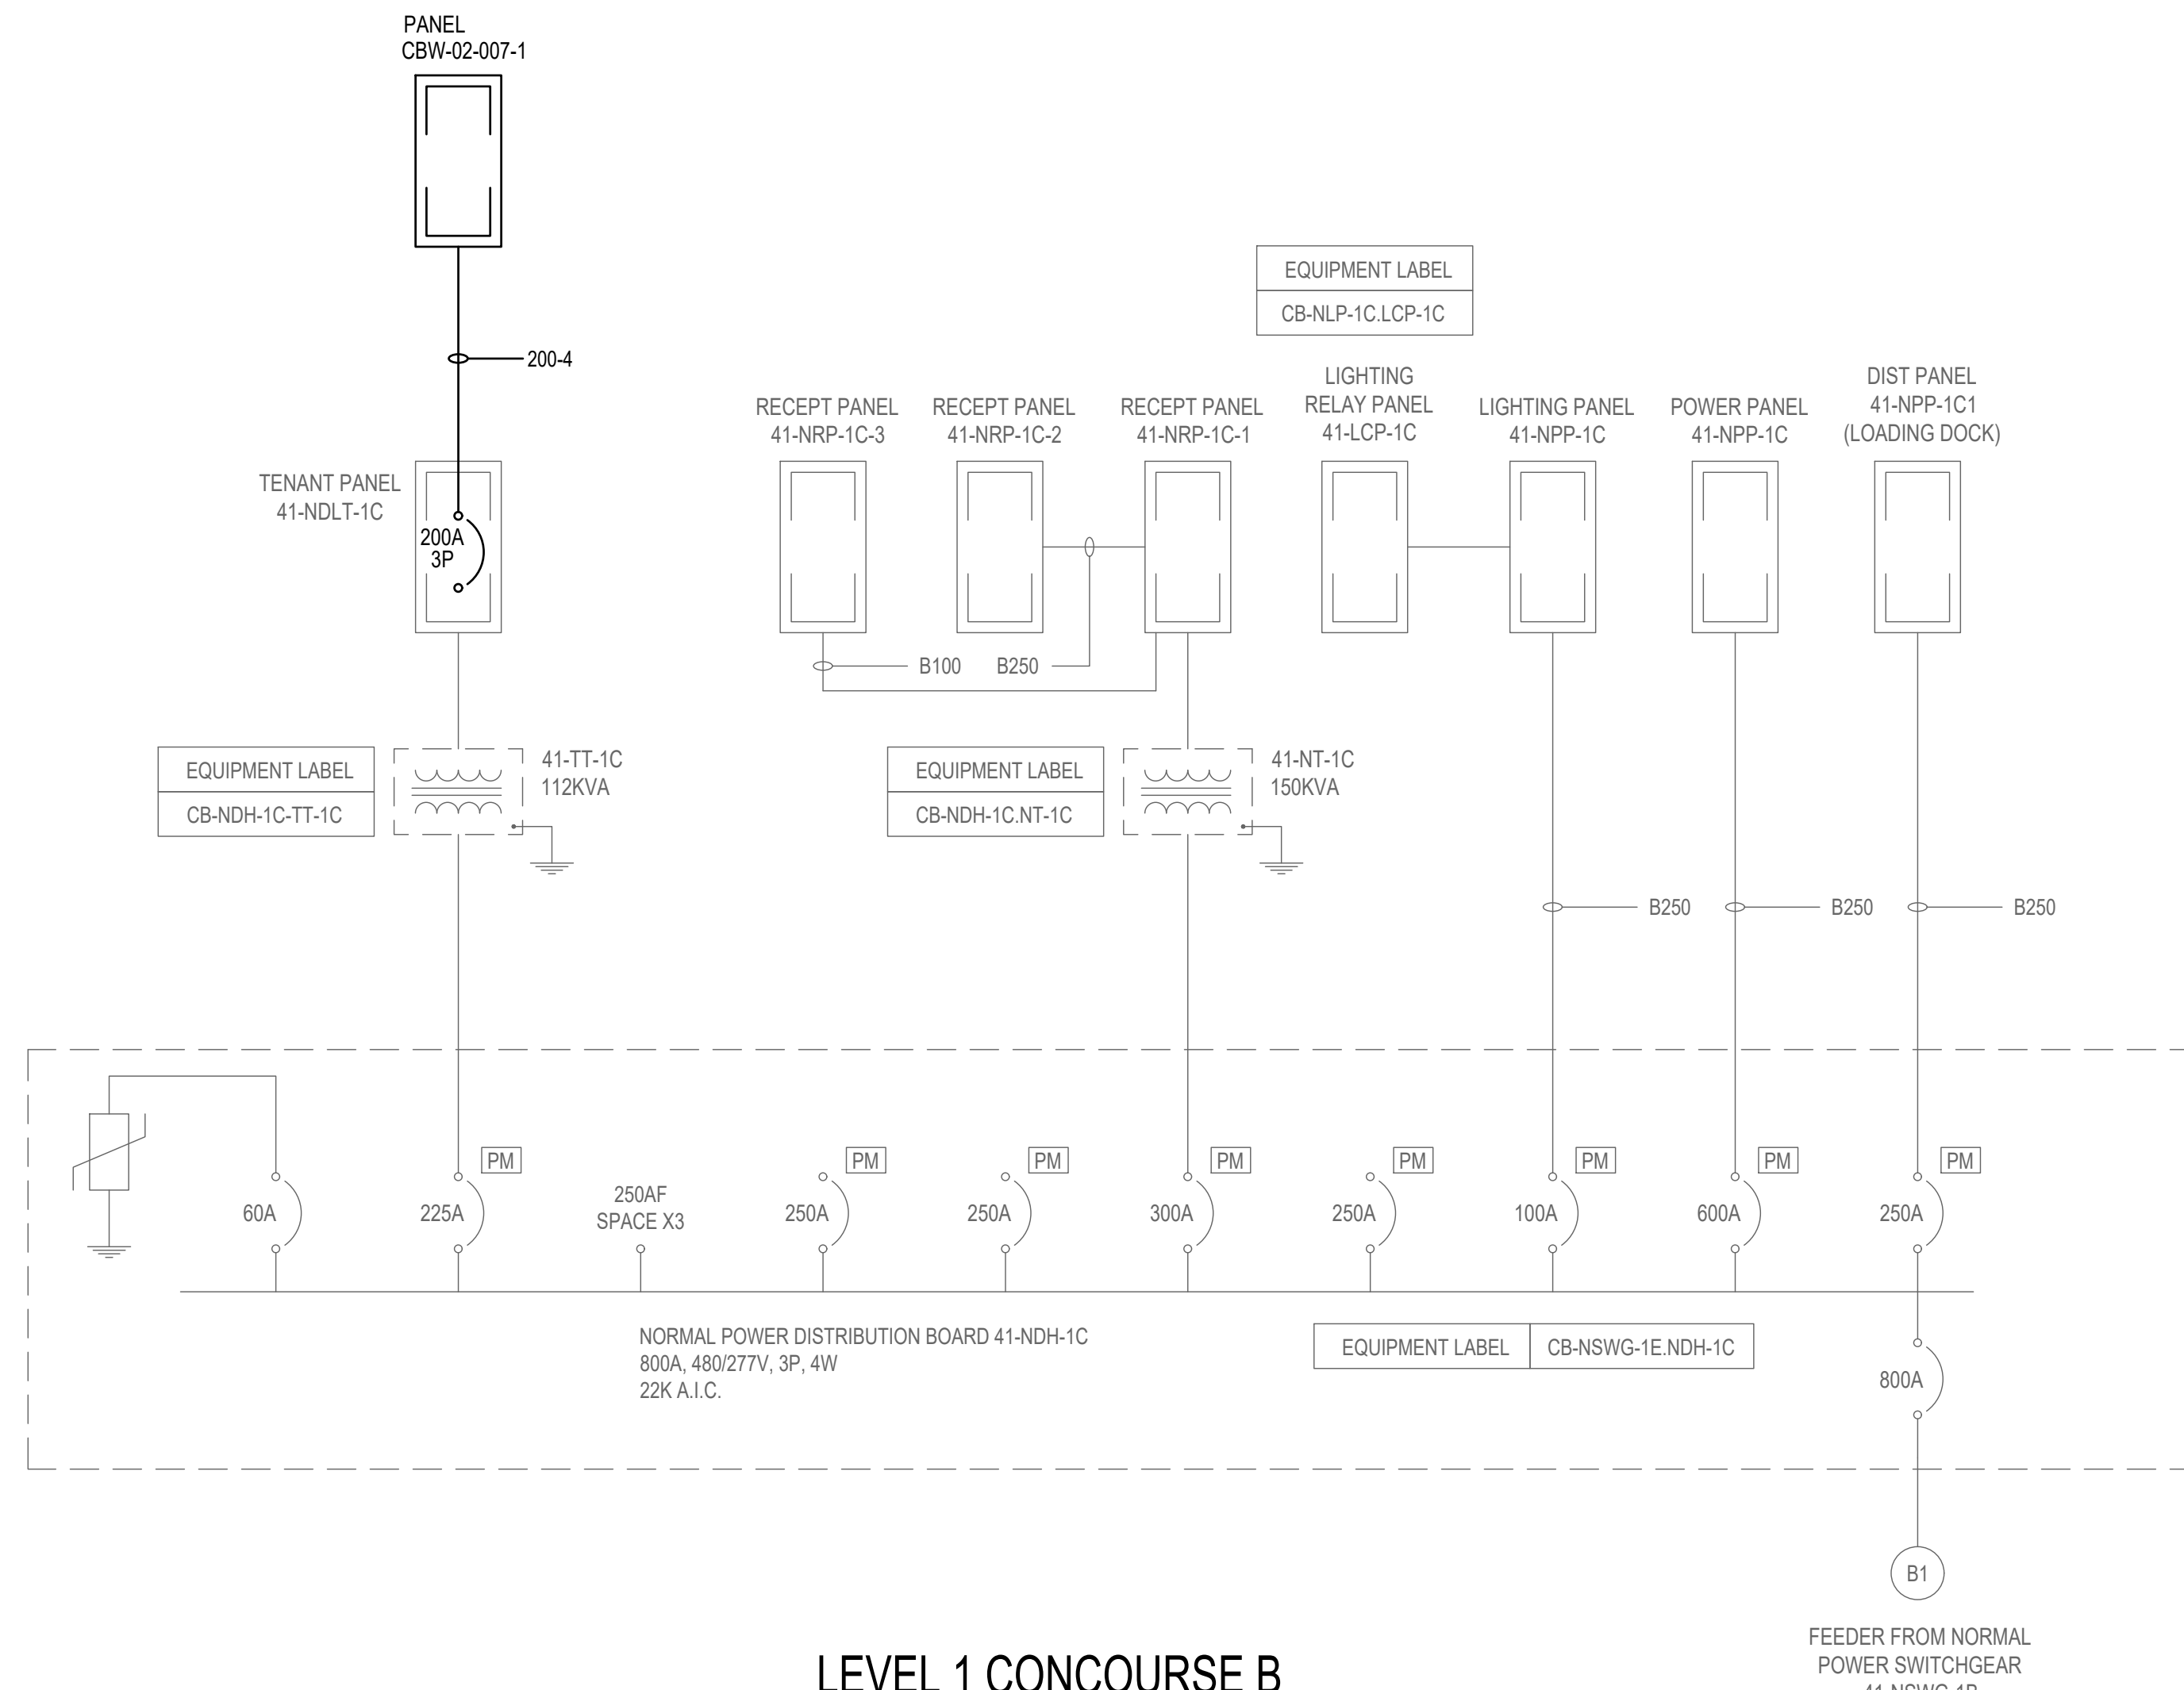 PANEL
CBW-02-007-1
200-4
TENANT PANEL
41-NDLT-1C
200A
3P
EQUIPMENT LABEL
CB-NLP-1C.LCP-1C
RECEPT PANEL
41-NRP-1C-3
RECEPT PANEL
41-NRP-1C-2
RECEPT PANEL
41-NRP-1C-1
LIGHTING
RELAY PANEL
41-LCP-1C
LIGHTING PANEL
41-NPP-1C
POWER PANEL
41-NPP-1C
DIST PANEL
41-NPP-1C1
(LOADING DOCK)
B100
B250
EQUIPMENT LABEL
CB-NDH-1C-TT-1C
41-TT-1C
112KVA
EQUIPMENT LABEL
CB-NDH-1C.NT-1C
41-NT-1C
150KVA
B250
B250
B250
PM
PM
PM
PM
PM
PM
PM
PM
60A
225A
250AF
SPACE X3
250A
250A
300A
250A
100A
600A
250A
NORMAL POWER DISTRIBUTION BOARD 41-NDH-1C
800A, 480/277V, 3P, 4W
22K A.I.C.
EQUIPMENT LABEL
CB-NSWG-1E.NDH-1C
800A
B1
FEEDER FROM NORMAL
POWER SWITCHGEAR
LEVEL 1 CONCOURSE B